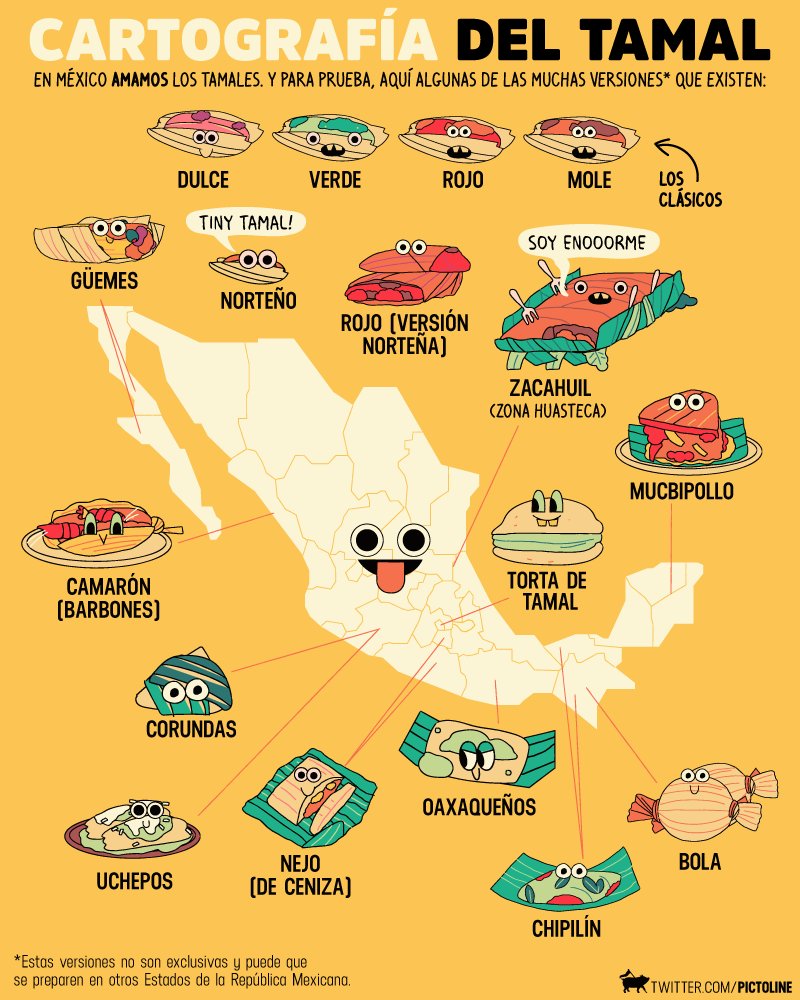 CARTOGRAFÍA DEL TAMAL
EN MÉXICO AMAMOS LOS TAMALES. Y PARA PRUEBA, AQUÍ ALGUNAS DE LAS MUCHAS VERSIONES* QUE EXISTEN:
DULCE
VERDE
ROJO
MOLE
LOS
CLÁSICOS
GÜEMES
TINY TAMAL!
NORTEÑO
ROJO (VERSIÓN
NORTEÑA)
SOY ENOOORME
ZACAHUIL
(ZONA HUASTECA)
MUCBIPOLLO
CAMARÓN
(BARBONES)
TORTA DE
TAMAL
CORUNDAS
OAXAQUEÑOS
UCHEPOS
NEJO
(DE CENIZA)
BOLA
CHIPILÍN
*Estas versiones no son exclusivas y puede que
se preparen en otros Estados de la República Mexicana.
TWITTER.COM/PICTOLINE